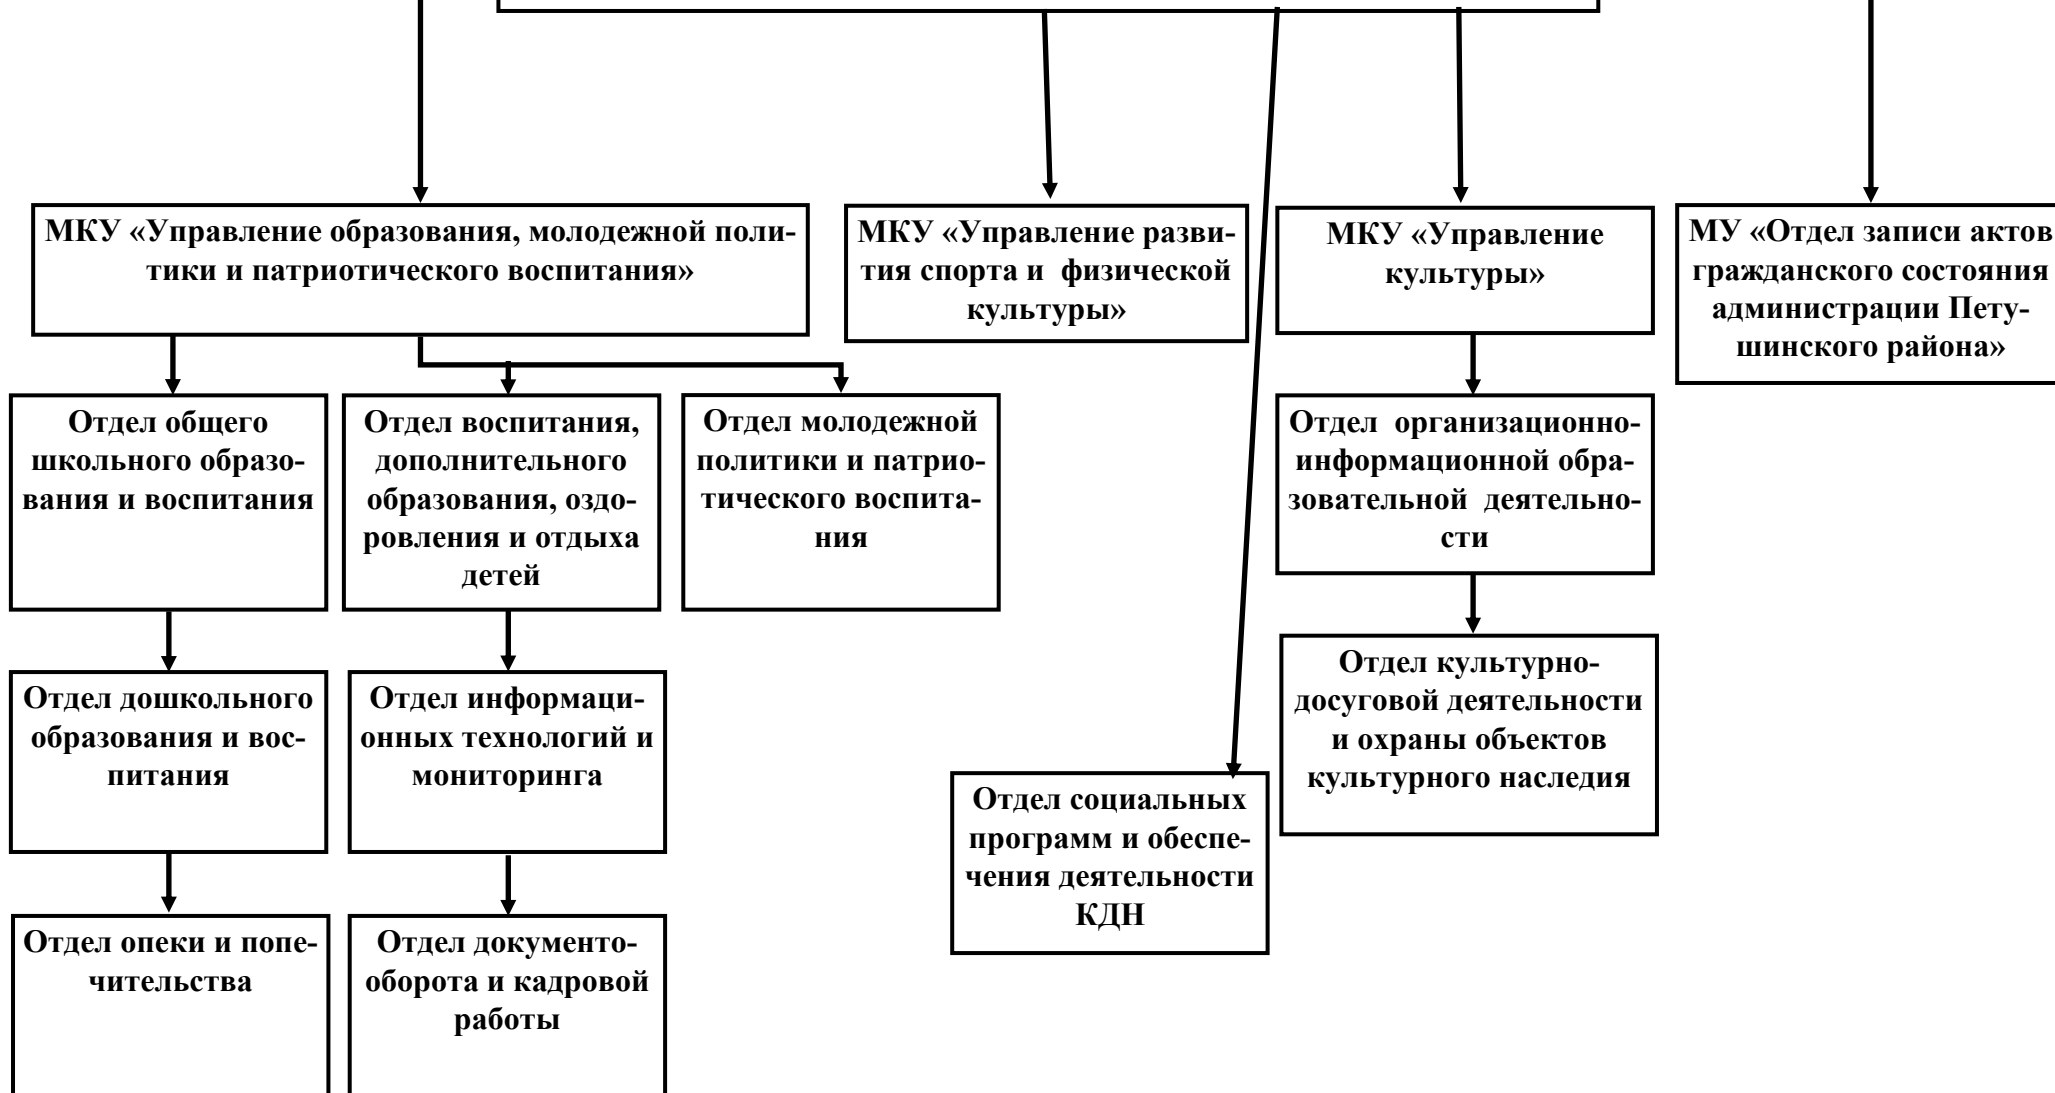 МКУ «Управление образования, молодежной поли-
тики и патриотического воспитания»
МКУ «Управление разви-
тия спорта и  физической
культуры»
МКУ «Управление
культуры»
МУ «Отдел записи актов
гражданского состояния
администрации Пету-
шинского района»
Отдел общего
школьного образо-
вания и воспитания
Отдел воспитания,
дополнительного
образования, оздо-
ровления и отдыха
детей
Отдел молодежной
политики и патрио-
тического воспита-
ния
Отдел  организационно-
информационной обра-
зовательной  деятельно-
сти
Отдел дошкольного
образования и вос-
питания
Отдел информаци-
онных технологий и
мониторинга
Отдел социальных
программ и обеспе-
чения деятельности
КДН
Отдел культурно-
досуговой деятельности
и охраны объектов
культурного наследия
Отдел опеки и попе-
чительства
Отдел документо-
оборота и кадровой
работы